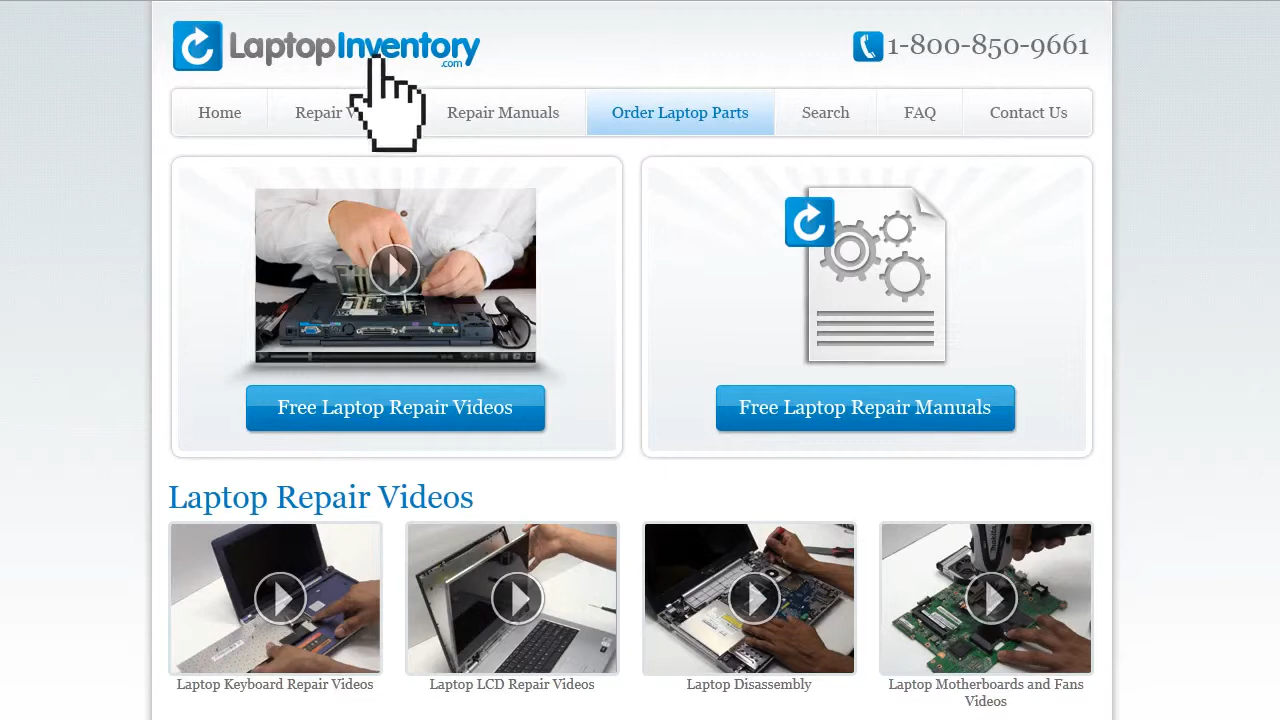 LaptopInventory
.com
1-800-850-9661
Home
Repair V
Repair Manuals
Order Laptop Parts
Search
FAQ
Contact Us
Free Laptop Repair Videos
Free Laptop Repair Manuals
Laptop Repair Videos
Laptop Keyboard Repair Videos
Laptop LCD Repair Videos
Laptop Disassembly
Laptop Motherboards and Fans
Videos